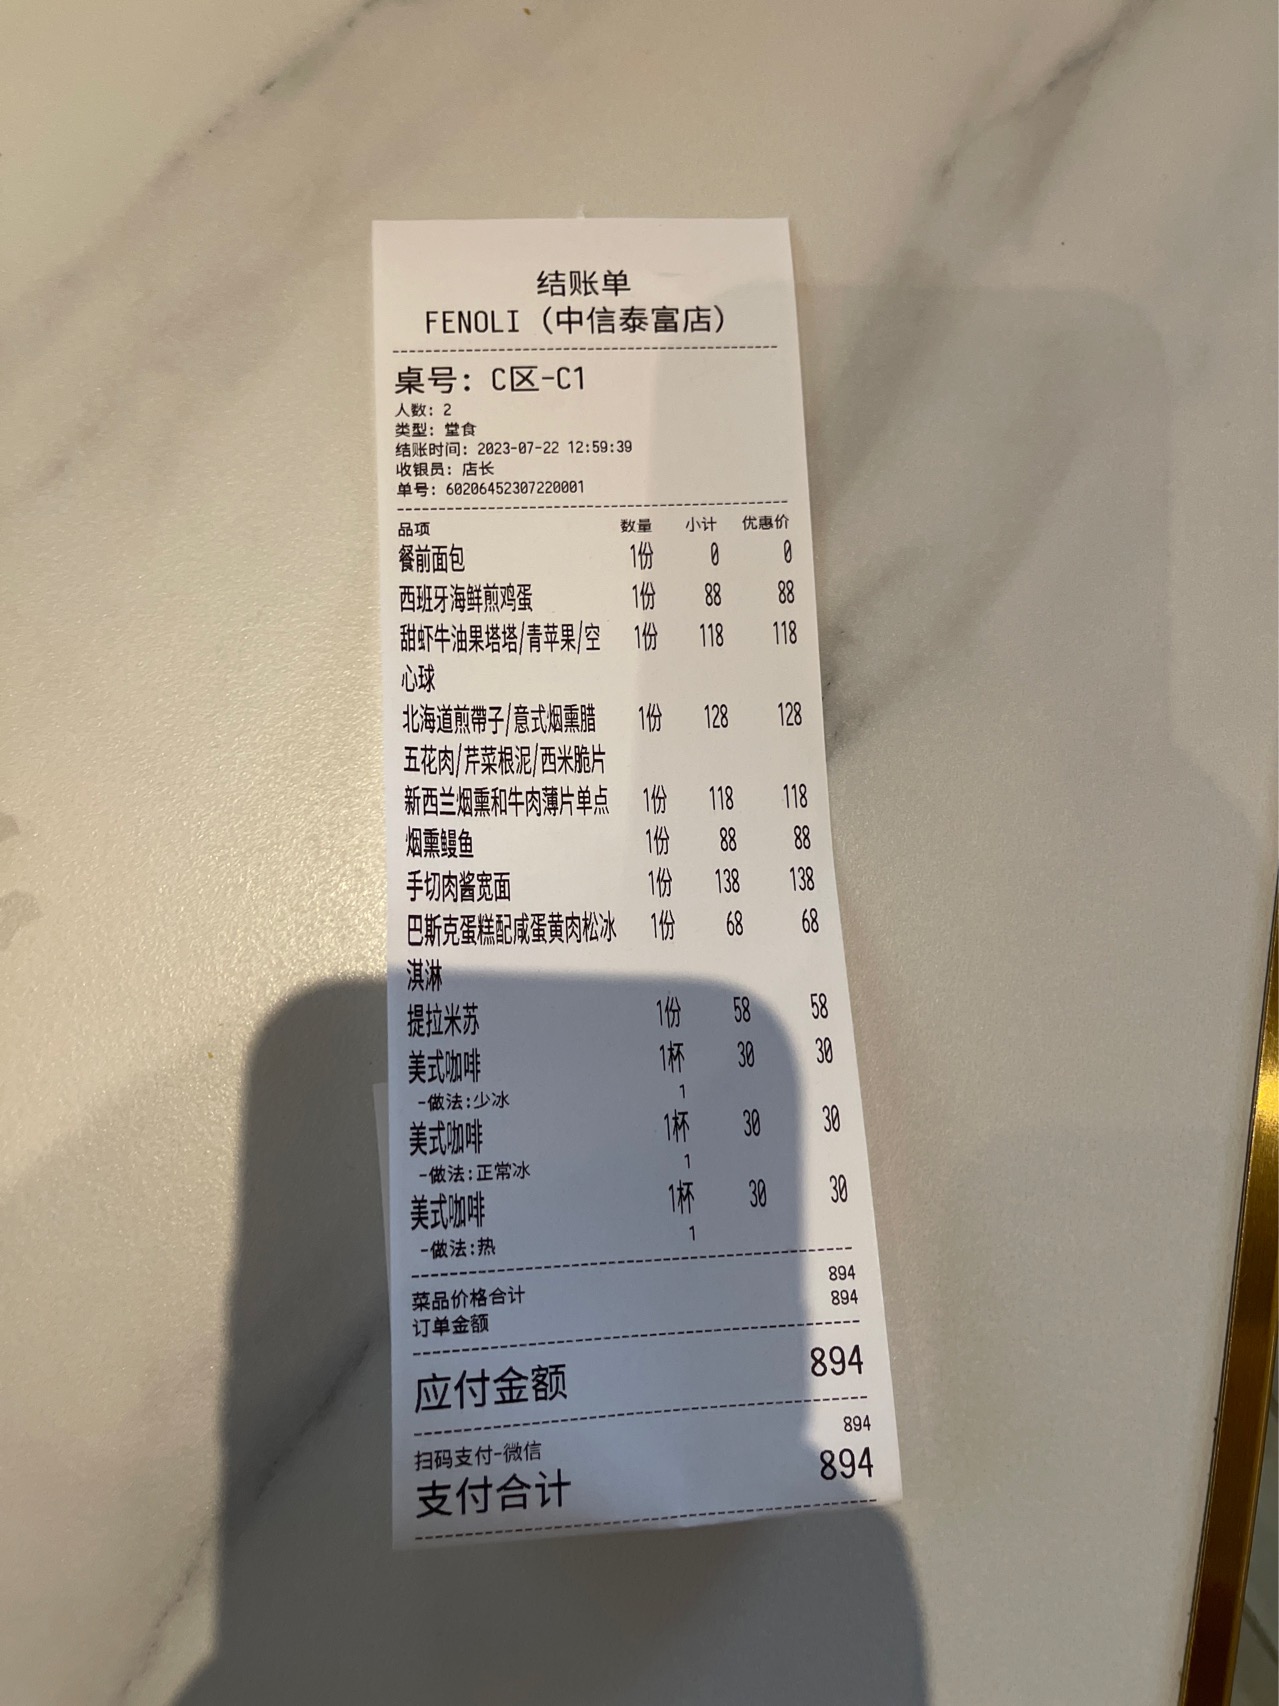 结账单
FENOLI（中信泰富店）
桌号: C区-C1
人数: 2
类型: 堂食
结账时间: 2023-07-22 12:59:39
收银员: 店长
单号: 60206452307220001
品项 数量 小计 优惠价
餐前面包 1份 0 0
西班牙海鲜煎鸡蛋 1份 88 88
甜虾牛油果塔塔/青苹果/空 1份 118 118
心球
北海道煎带子/意式烟熏腊 1份 128 128
五花肉/芹菜根泥/西米脆片
新西兰烟熏和牛肉薄片单点 1份 118 118
烟熏鳗鱼 1份 88 88
手切肉酱宽面 1份 138 138
巴斯克蛋糕配咸蛋黄肉松冰 1份 68 68
淇淋
提拉米苏 1份 58 58
美式咖啡 1杯 30 30
-做法:少冰 1
美式咖啡 1杯 30 30
-做法:正常冰 1
美式咖啡 1杯 30 30
-做法:热 1
菜品价格合计 894
订单金额 894
应付金额 894
扫码支付-微信 894
支付合计 894